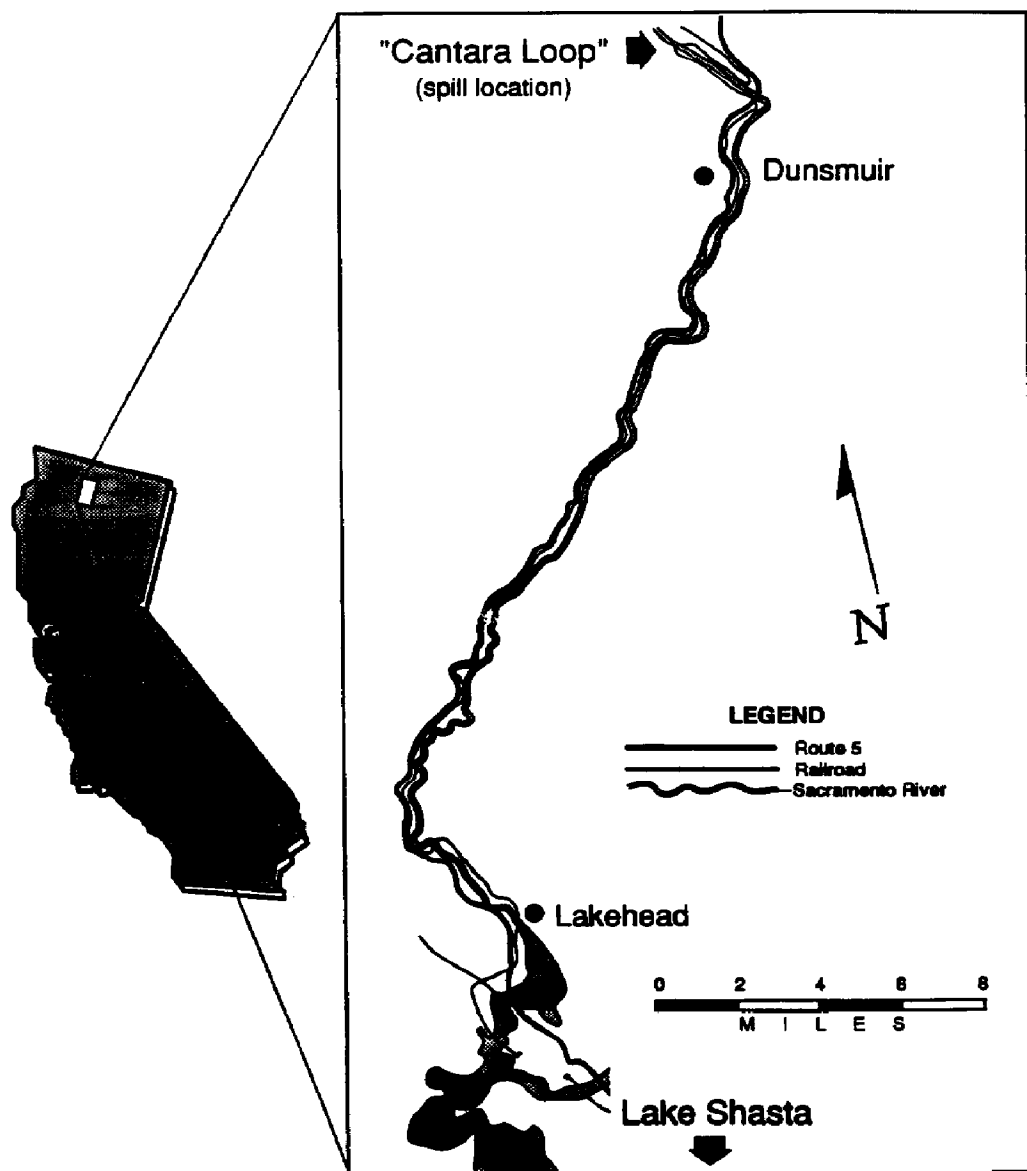 "Cantara Loop"
(spill location)
Dunsmuir
N
LEGEND
Route 5
Railroad
Sacramento River
Lakehead
0 2 4 6 8
M I L E S
Lake Shasta